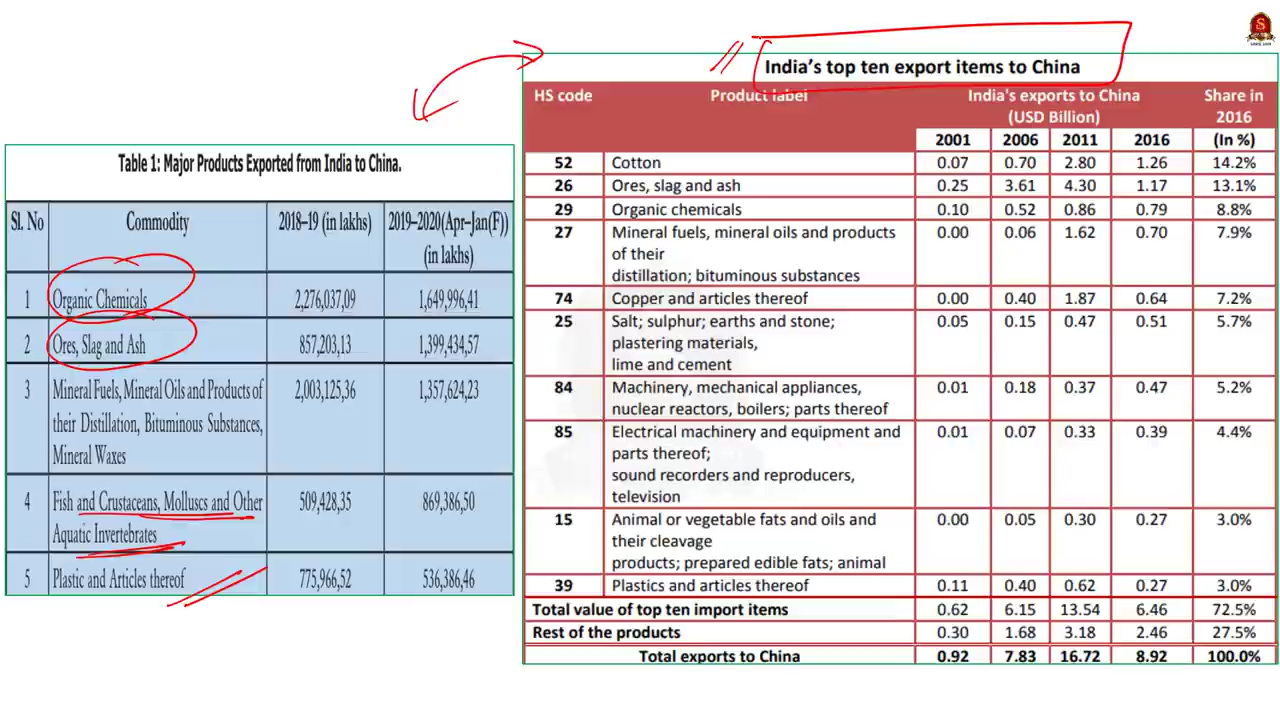 India's top ten export items to China
HS code Product label India's exports to China Share in
(USD Billion) 2016
2001 2006 2011 2016 (In %)
52 Cotton 0.07 0.70 2.80 1.26 14.2%
26 Ores, slag and ash 0.25 3.61 4.30 1.17 13.1%
29 Organic chemicals 0.10 0.52 0.86 0.79 8.8%
27 Mineral fuels, mineral oils and products 0.00 0.06 1.62 0.70 7.9%
of their
distillation; bituminous substances
74 Copper and articles thereof 0.00 0.40 1.87 0.64 7.2%
25 Salt; sulphur; earths and stone; 0.05 0.15 0.47 0.51 5.7%
plastering materials,
lime and cement
84 Machinery, mechanical appliances, 0.01 0.18 0.37 0.47 5.2%
nuclear reactors, boilers; parts thereof
85 Electrical machinery and equipment and 0.01 0.07 0.33 0.39 4.4%
parts thereof;
sound recorders and reproducers,
television
15 Animal or vegetable fats and oils and 0.00 0.05 0.30 0.27 3.0%
their cleavage
products; prepared edible fats; animal
39 Plastics and articles thereof 0.11 0.40 0.62 0.27 3.0%
Total value of top ten import items 0.62 6.15 13.54 6.46 72.5%
Rest of the products 0.30 1.68 3.18 2.46 27.5%
Total exports to China 0.92 7.83 16.72 8.92 100.0%
Table 1: Major Products Exported from India to China.
Sl. No Commodity 2018–19 (in lakhs) 2019–2020(Apr–Jan(F))
(in lakhs)
1 Organic Chemicals 2,276,037,09 1,649,996,41
2 Ores, Slag and Ash 857,203,13 1,399,434,57
3 Mineral Fuels, Mineral Oils and Products of 2,003,125,36 1,357,624,23
their Distillation, Bituminous Substances,
Mineral Waxes
4 Fish and Crustaceans, Molluscs and Other 509,428,35 869,386,50
Aquatic Invertebrates
5 Plastic and Articles thereof 775,966,52 536,386,46